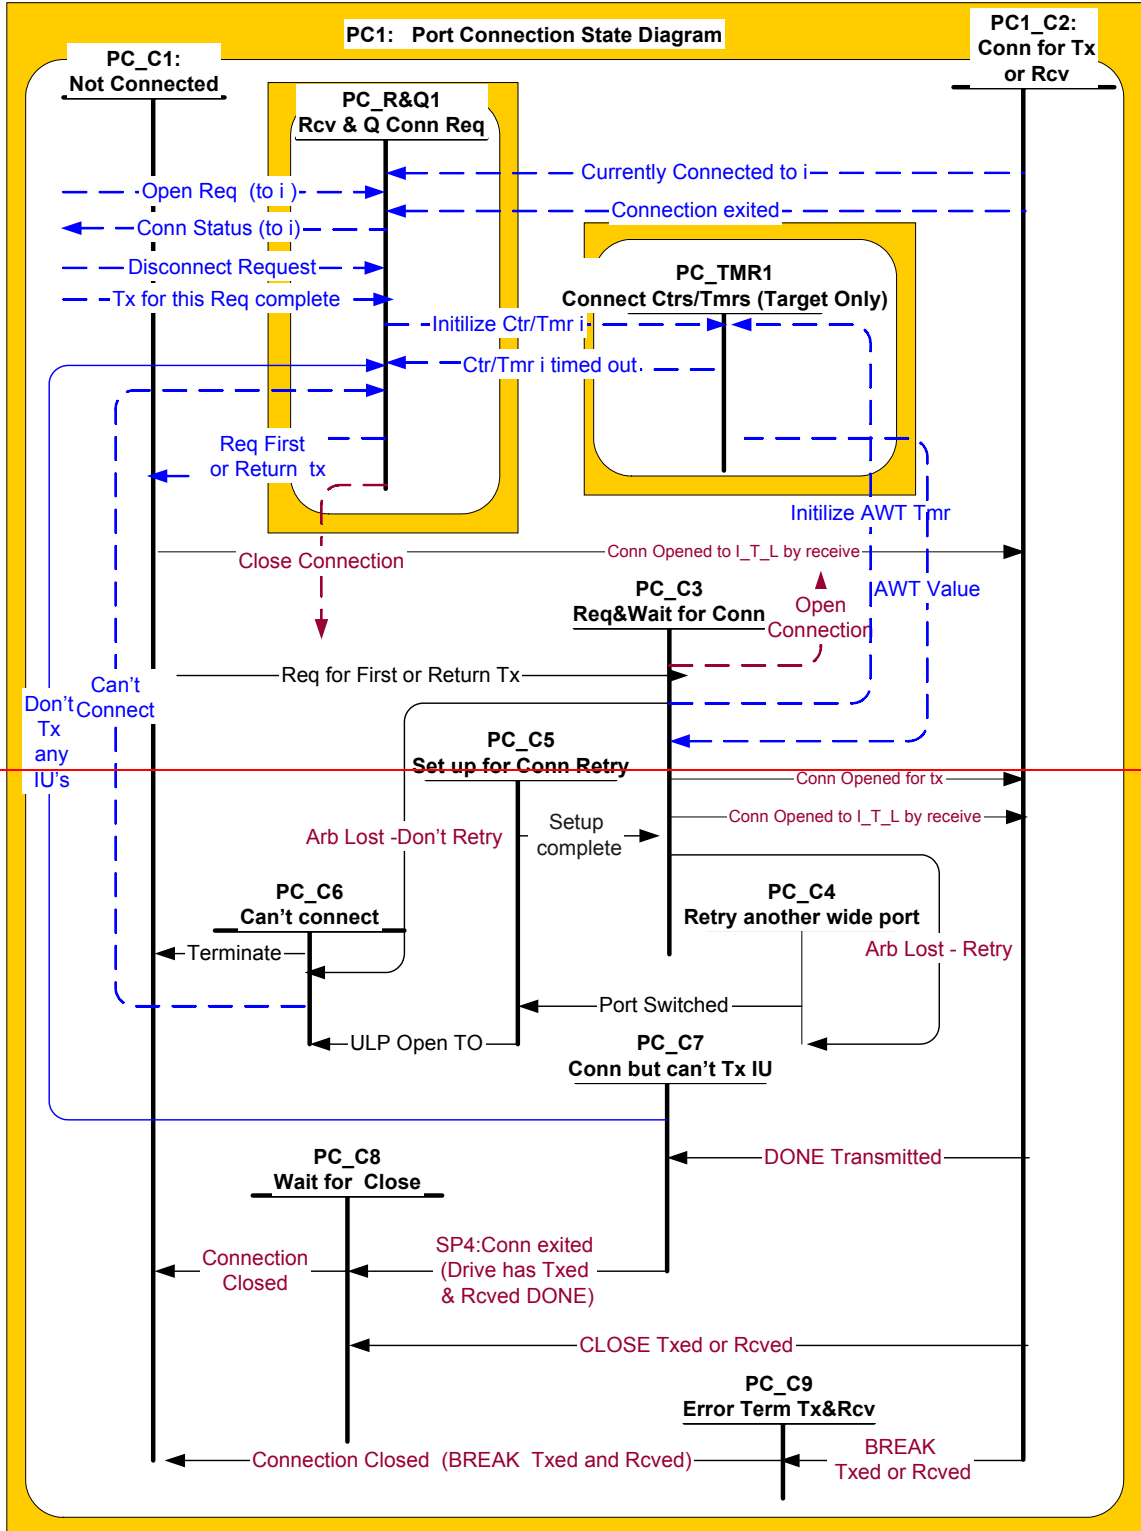 PC1: Port Connection State Diagram
PC1_C2:
Conn for Tx
or Rcv
PC_C1:
Not Connected
PC_R&Q1
Rcv & Q Conn Req
Currently Connected to i
Open Req (to i )
Connection exited
Conn Status (to i)
Disconnect Request
PC_TMR1
Connect Ctrs/Tmrs (Target Only)
Tx for this Req complete
Initilize Ctr/Tmr i
Ctr/Tmr i timed out.
Req First
or Return tx
Initilize AWT Tmr
Close Connection
Conn Opened to I_T_L by receive
PC_C3
Req&Wait for Conn
AWT Value
Open
Connection
Req for First or Return Tx
Can't
Connect
Don't
Tx
any
IU's
PC_C5
Set up for Conn Retry
Conn Opened for tx
Conn Opened to I_T_L by receive
Arb Lost -Don't Retry
Setup
complete
PC_C6
Can't connect
PC_C4
Retry another wide port
Terminate
Arb Lost - Retry
Port Switched
ULP Open TO
PC_C7
Conn but can't Tx IU
DONE Transmitted
PC_C8
Wait for Close
SP4:Conn exited
(Drive has Txed
& Rcved DONE)
Connection
Closed
CLOSE Txed or Rcved
PC_C9
Error Term Tx&Rcv
Connection Closed (BREAK Txed and Rcved)
BREAK
Txed or Rcved